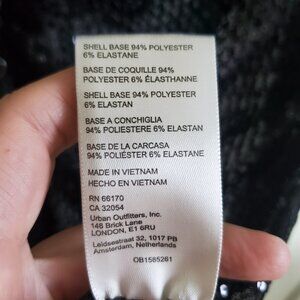 SHELL BASE 94% POLYESTER
6% ELASTANE
BASE DE COQUILLE 94%
POLYESTER 6% ÉLASTHANNE
SHELL BASE 94% POLYESTER
6% ELASTAN
BASE A CONCHIGLIA
94% POLIESTERE 6% ELASTANE
BASE DE LA CARCASA
94% POLIÉSTER 6% ELASTANE
MADE IN VIETNAM
HECHO EN VIETNAM
RN 66170
CA 32054
Urban Outfitters, Inc.
146 Brick Lane
LONDON, E1 6RU
Leidsestraat 32, 1017 PB
Amsterdam, Netherlands
OB1585261